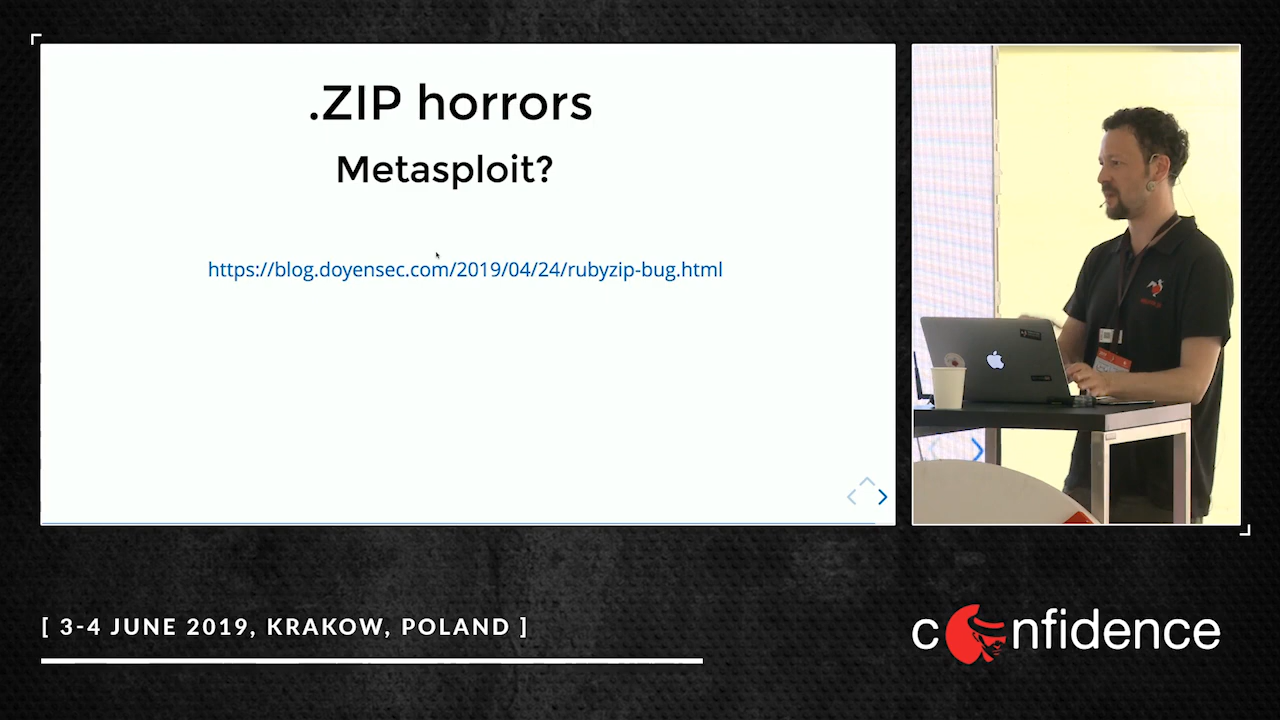 .ZIP horrors
Metasploit?
https://blog.doyensec.com/2019/04/24/rubyzip-bug.html
[ 3-4 JUNE 2019, KRAKOW, POLAND ]
confidence